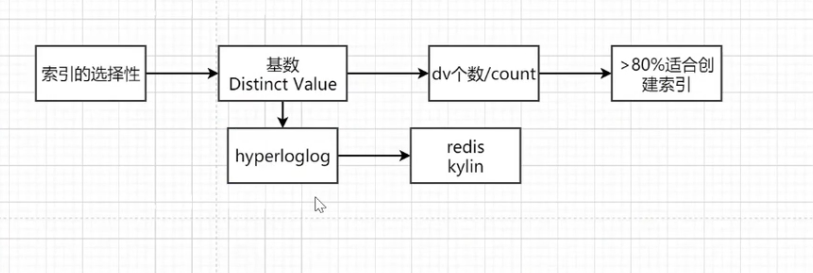 索引的选择性
基数
Distinct Value
dv个数/count
>80%适合创
建索引
hyperloglog
redis
kylin